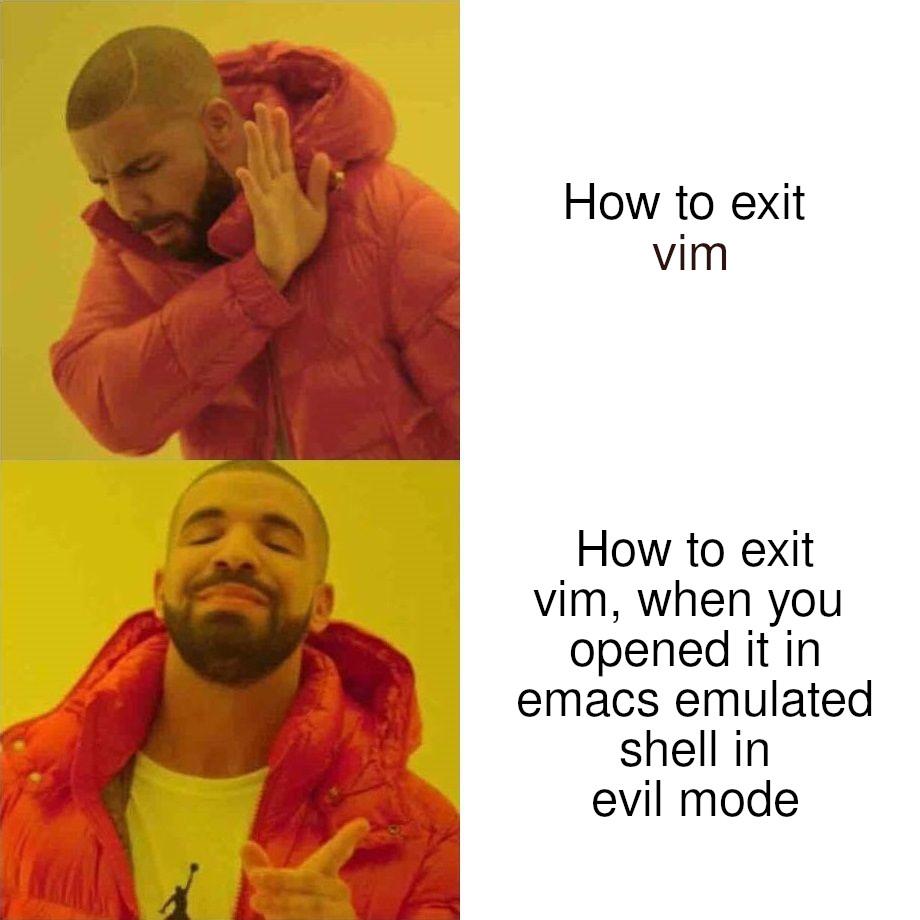 How to exit
vim
How to exit
vim, when you
opened it in
emacs emulated
shell in
evil mode